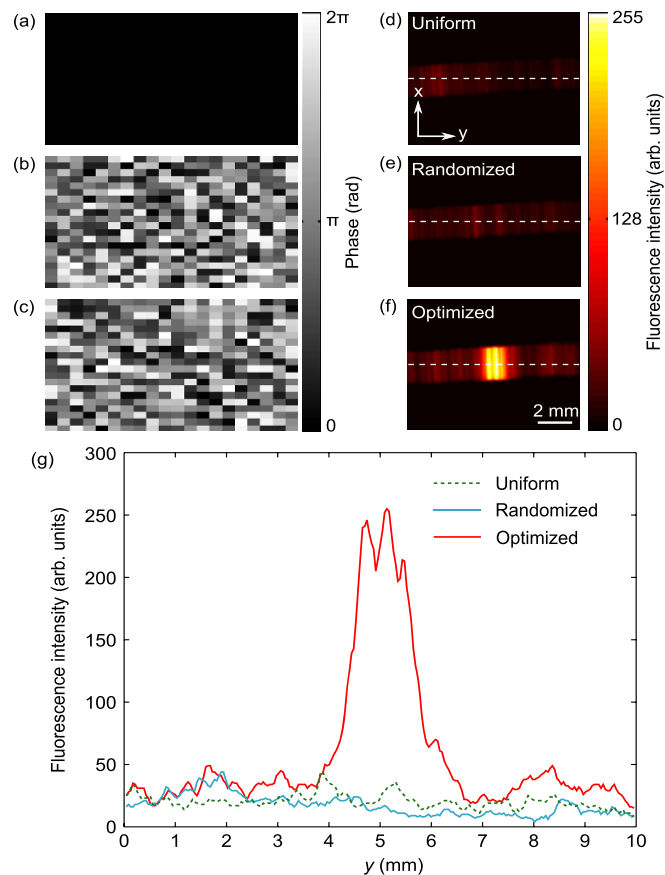 (a)
2π
(d)
Uniform
255
x
y
(b)
π
Phase (rad)
(e)
Randomized
128
Fluorescence intensity (arb. units)
(c)
0
(f)
Optimized
2 mm
0
(g)
300
250
200
150
100
50
0
Fluorescence intensity (arb. units)
Uniform
Randomized
Optimized
0 1 2 3 4 5 6 7 8 9 10
y (mm)